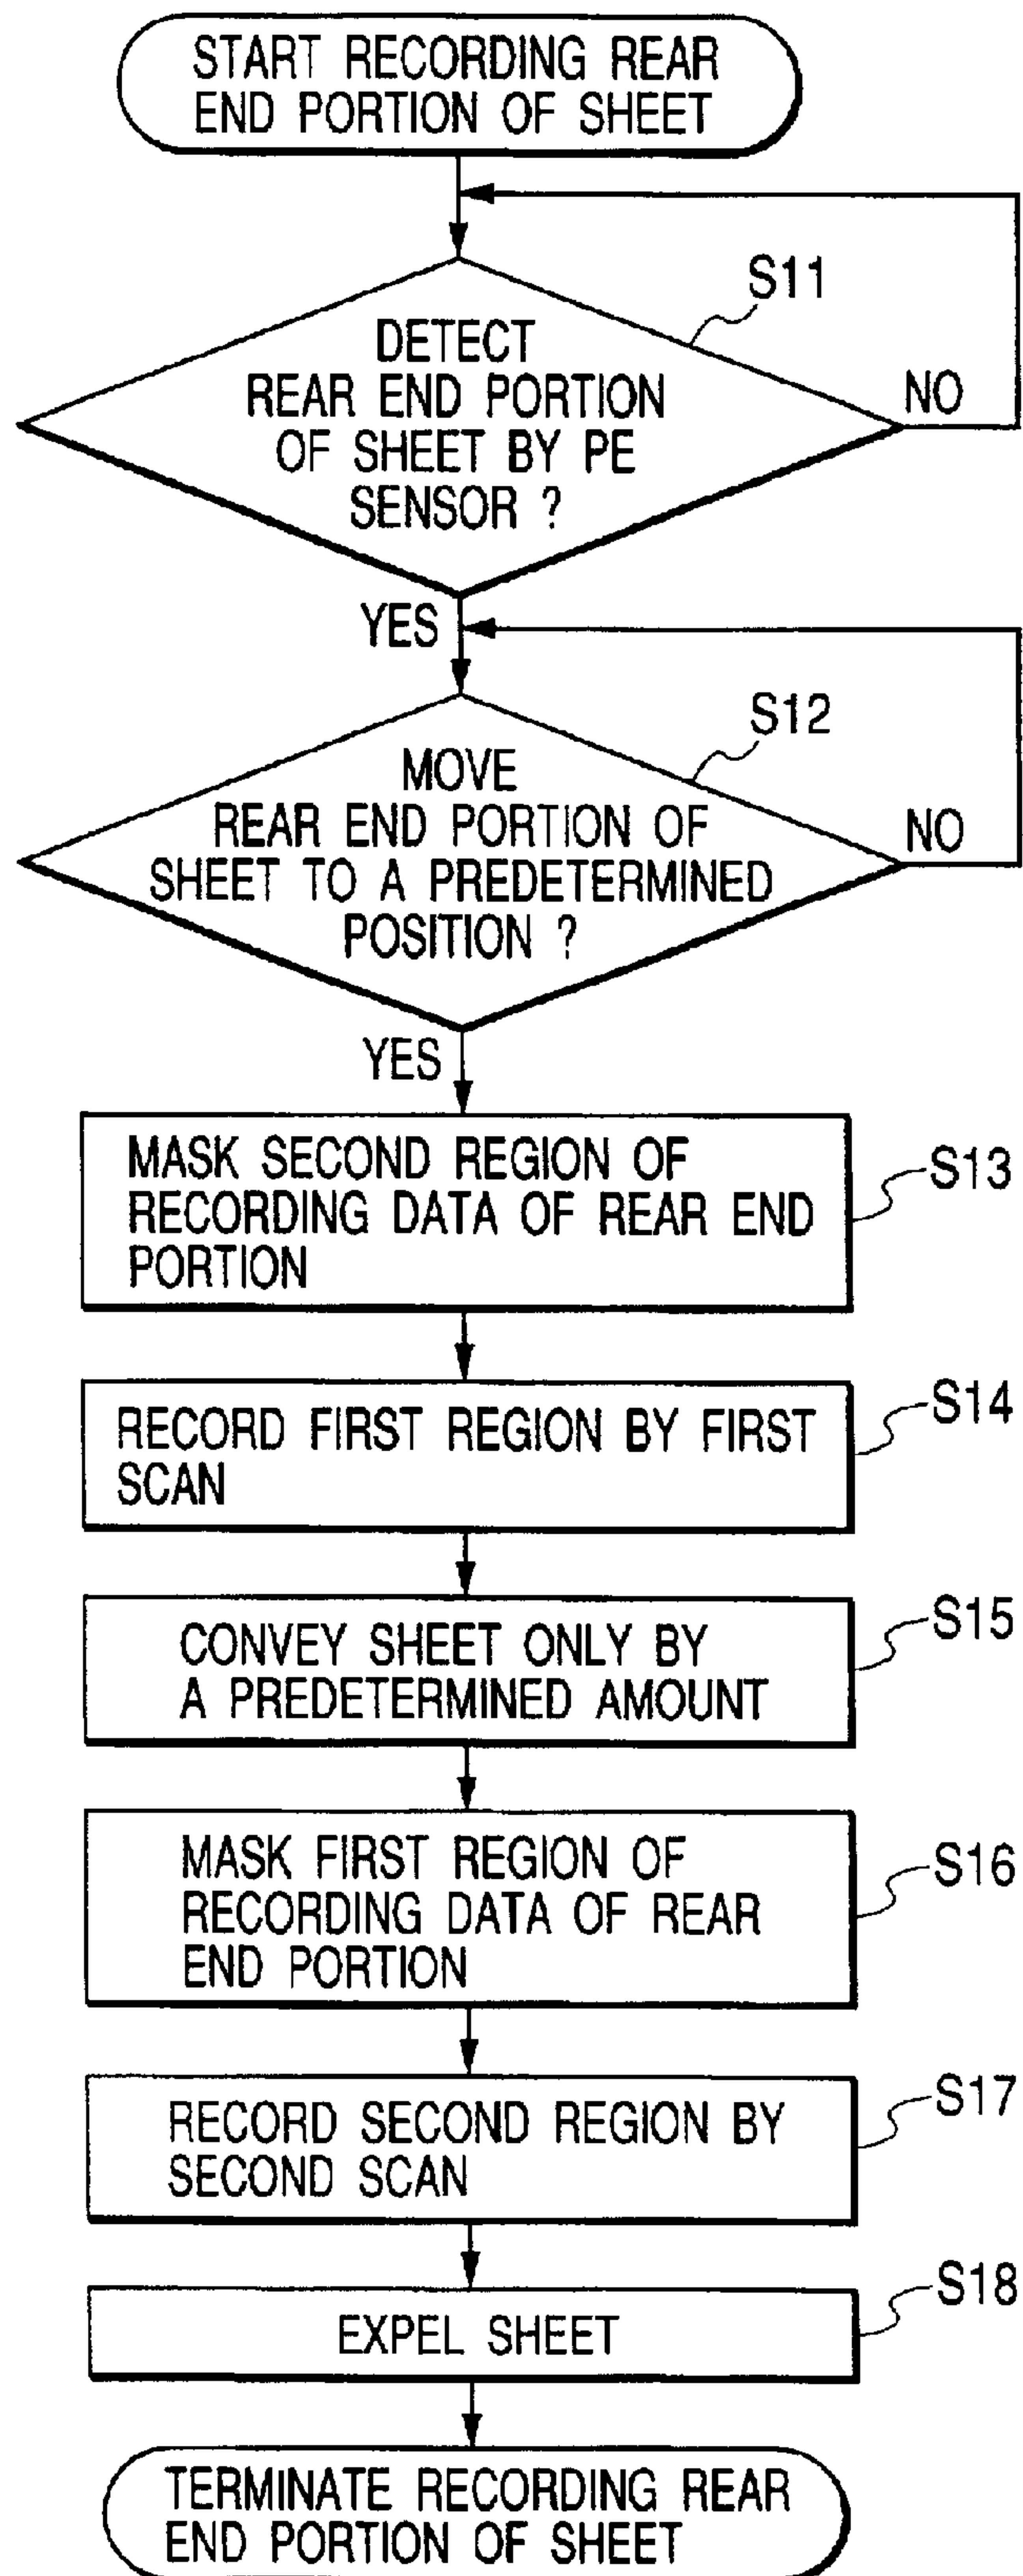 START RECORDING REAR
END PORTION OF SHEET
S11
DETECT
REAR END PORTION
OF SHEET BY PE
SENSOR ?
NO
YES
S12
MOVE
REAR END PORTION OF
SHEET TO A PREDETERMINED
POSITION ?
NO
YES
MASK SECOND REGION OF
RECORDING DATA OF REAR END
PORTION
S13
RECORD FIRST REGION BY FIRST
SCAN
S14
CONVEY SHEET ONLY BY
A PREDETERMINED AMOUNT
S15
MASK FIRST REGION OF
RECORDING DATA OF REAR
END PORTION
S16
RECORD SECOND REGION BY
SECOND SCAN
S17
EXPEL SHEET
S18
TERMINATE RECORDING REAR
END PORTION OF SHEET